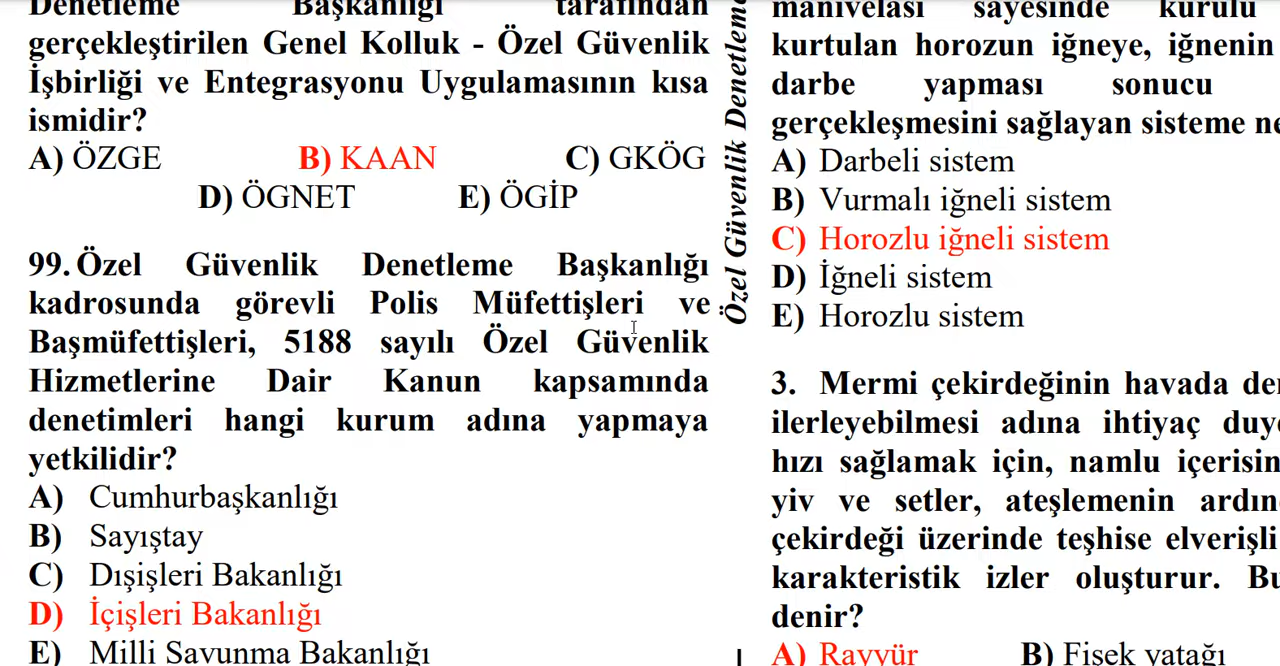 Denetleme Başkanlığı tarafından
gerçekleştirilen Genel Kolluk - Özel Güvenlik
İşbirliği ve Entegrasyonu Uygulamasının kısa
ismidir?
A) ÖZGE B) KAAN C) GKÖG
D) ÖGNET E) ÖGİP
99. Özel Güvenlik Denetleme Başkanlığı
kadrosunda görevli Polis Müfettişleri ve
Başmüfettişleri, 5188 sayılı Özel Güvenlik
Hizmetlerine Dair Kanun kapsamında
denetimleri hangi kurum adına yapmaya
yetkilidir?
A) Cumhurbaşkanlığı
B) Sayıştay
C) Dışişleri Bakanlığı
D) İçişleri Bakanlığı
E) Milli Savunma Bakanlığı
Özel Güvenlik Denetleme
manivelası sayesinde kurulu
kurtulan horozun iğneye, iğnenin
darbe yapması sonucu
gerçekleşmesini sağlayan sisteme ne
A) Darbeli sistem
B) Vurmalı iğneli sistem
C) Horozlu iğneli sistem
D) İğneli sistem
E) Horozlu sistem
3. Mermi çekirdeğinin havada
ilerleyebilmesi adına ihtiyaç
hızı sağlamak için, namlu
yiv ve setler, ateşlemenin
çekirdeği üzerinde teşhise elverişli
karakteristik izler oluşturur.
denir?
A) Rayyür B) Fişek yatağı